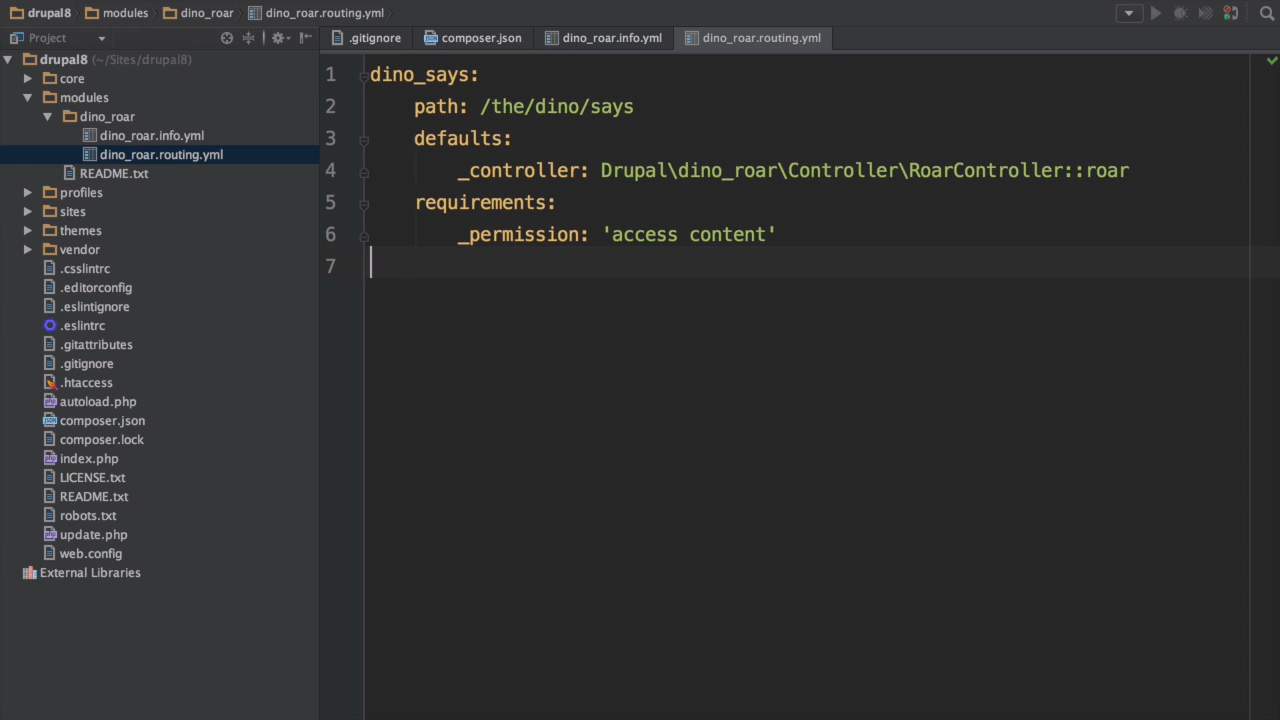 drupal8 modules dino_roar dino_roar.routing.yml
Project
.gitignore composer.json dino_roar.info.yml dino_roar.routing.yml
drupal8 (~/Sites/drupal8)
core
modules
dino_roar
dino_roar.info.yml
dino_roar.routing.yml
README.txt
profiles
sites
themes
vendor
.csslintrc
.editorconfig
.eslintignore
.eslintrc
.gitattributes
.gitignore
.htaccess
autoload.php
composer.json
composer.lock
index.php
LICENSE.txt
README.txt
robots.txt
update.php
web.config
External Libraries
1 dino_says:
2 path: /the/dino/says
3 defaults:
4 _controller: Drupal\dino_roar\Controller\RoarController::roar
5 requirements:
6 _permission: 'access content'
7